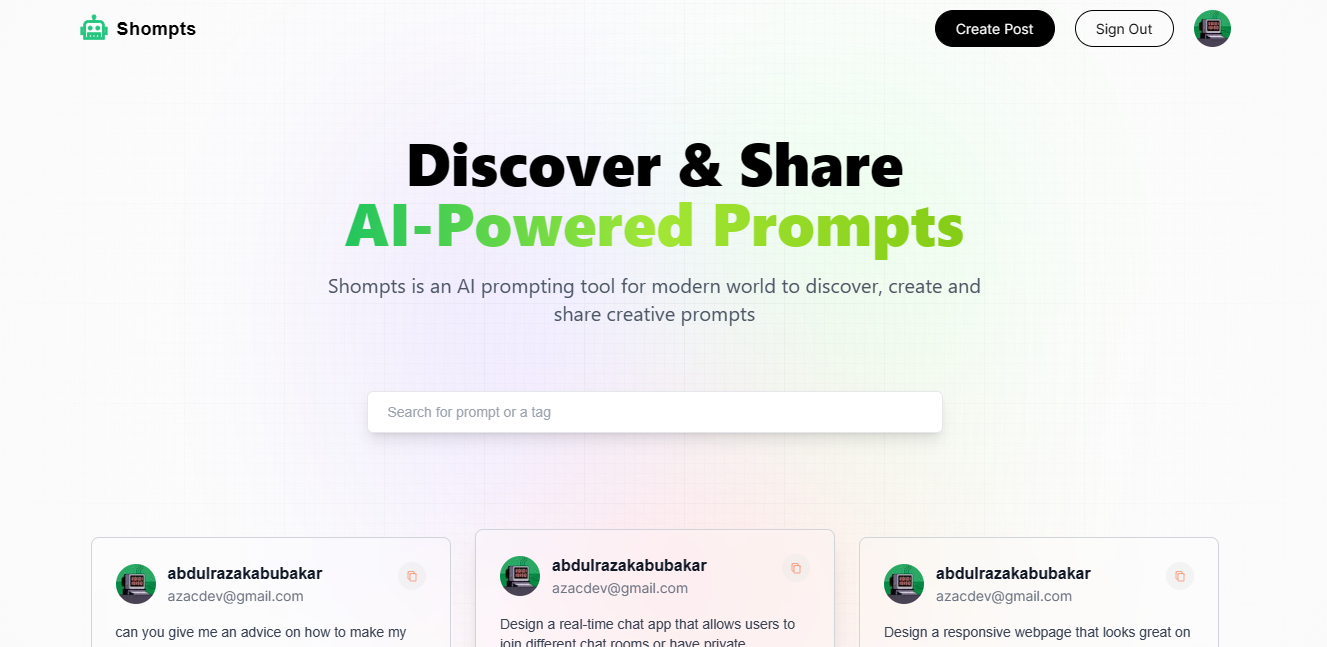 Shompts
Create Post
Sign Out
Discover & Share
AI-Powered Prompts
Shompts is an AI prompting tool for modern world to discover, create and
share creative prompts
Search for prompt or a tag
abdulrazakabubakar
azacdev@gmail.com
can you give me an advice on how to make my
abdulrazakabubakar
azacdev@gmail.com
Design a real-time chat app that allows users to
join different chat rooms or have private
abdulrazakabubakar
azacdev@gmail.com
Design a responsive webpage that looks great on